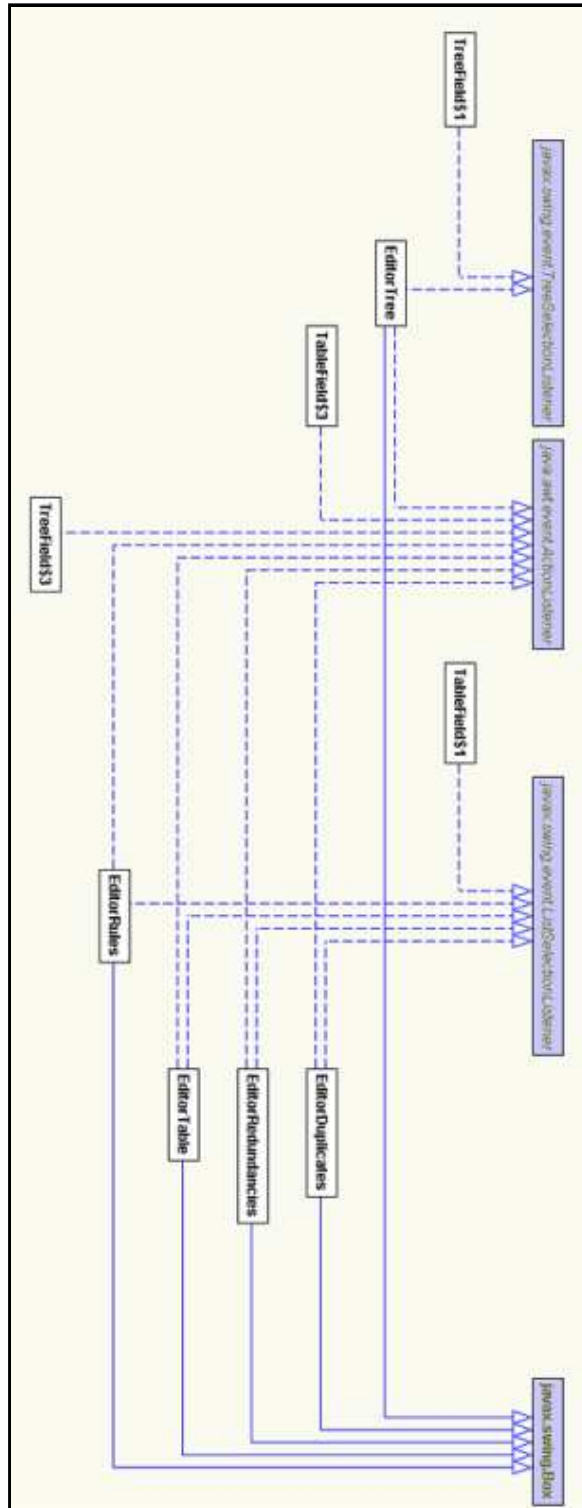 javax.swing.event.TreeSelectionListener
java.awt.event.ActionListener
javax.swing.event.ListSelectionListener
javax.swing.Box
TreeField$1
TableField$1
EditorTree
TableField$3
EditorDuplicates
EditorRedundancies
EditorTable
EditorRules
TreeField$3